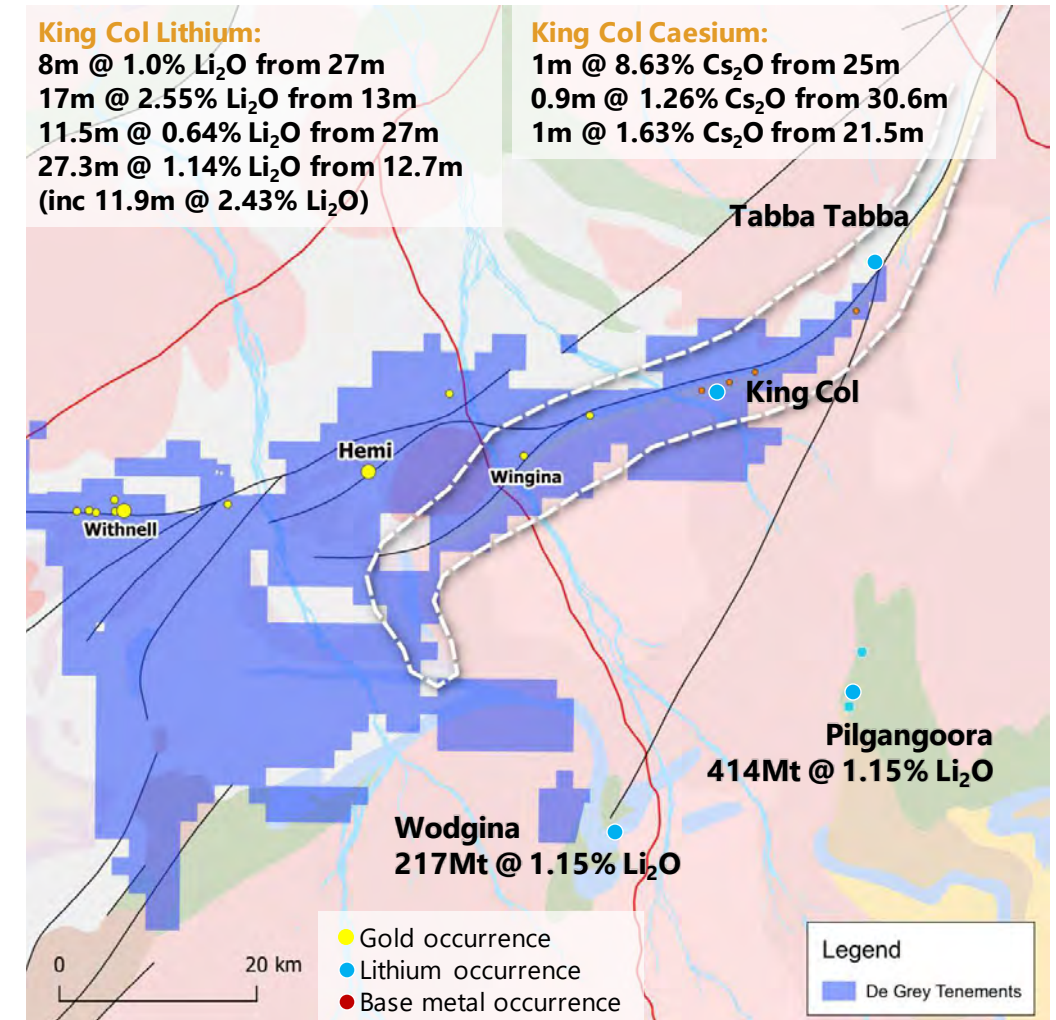 King Col Lithium:
8m @ 1.0% Li₂O from 27m
17m @ 2.55% Li₂O from 13m
11.5m @ 0.64% Li₂O from 27m
27.3m @ 1.14% Li₂O from 12.7m
(inc 11.9m @ 2.43% Li₂O)
King Col Caesium:
1m @ 8.63% Cs₂O from 25m
0.9m @ 1.26% Cs₂O from 30.6m
1m @ 1.63% Cs₂O from 21.5m
Tabba Tabba
King Col
Hemi
Wingina
Withnell
Pilgangoora
414Mt @ 1.15% Li₂O
Wodgina
217Mt @ 1.15% Li₂O
Gold occurrence
Lithium occurrence
Base metal occurrence
0 20 km
Legend
De Grey Tenements